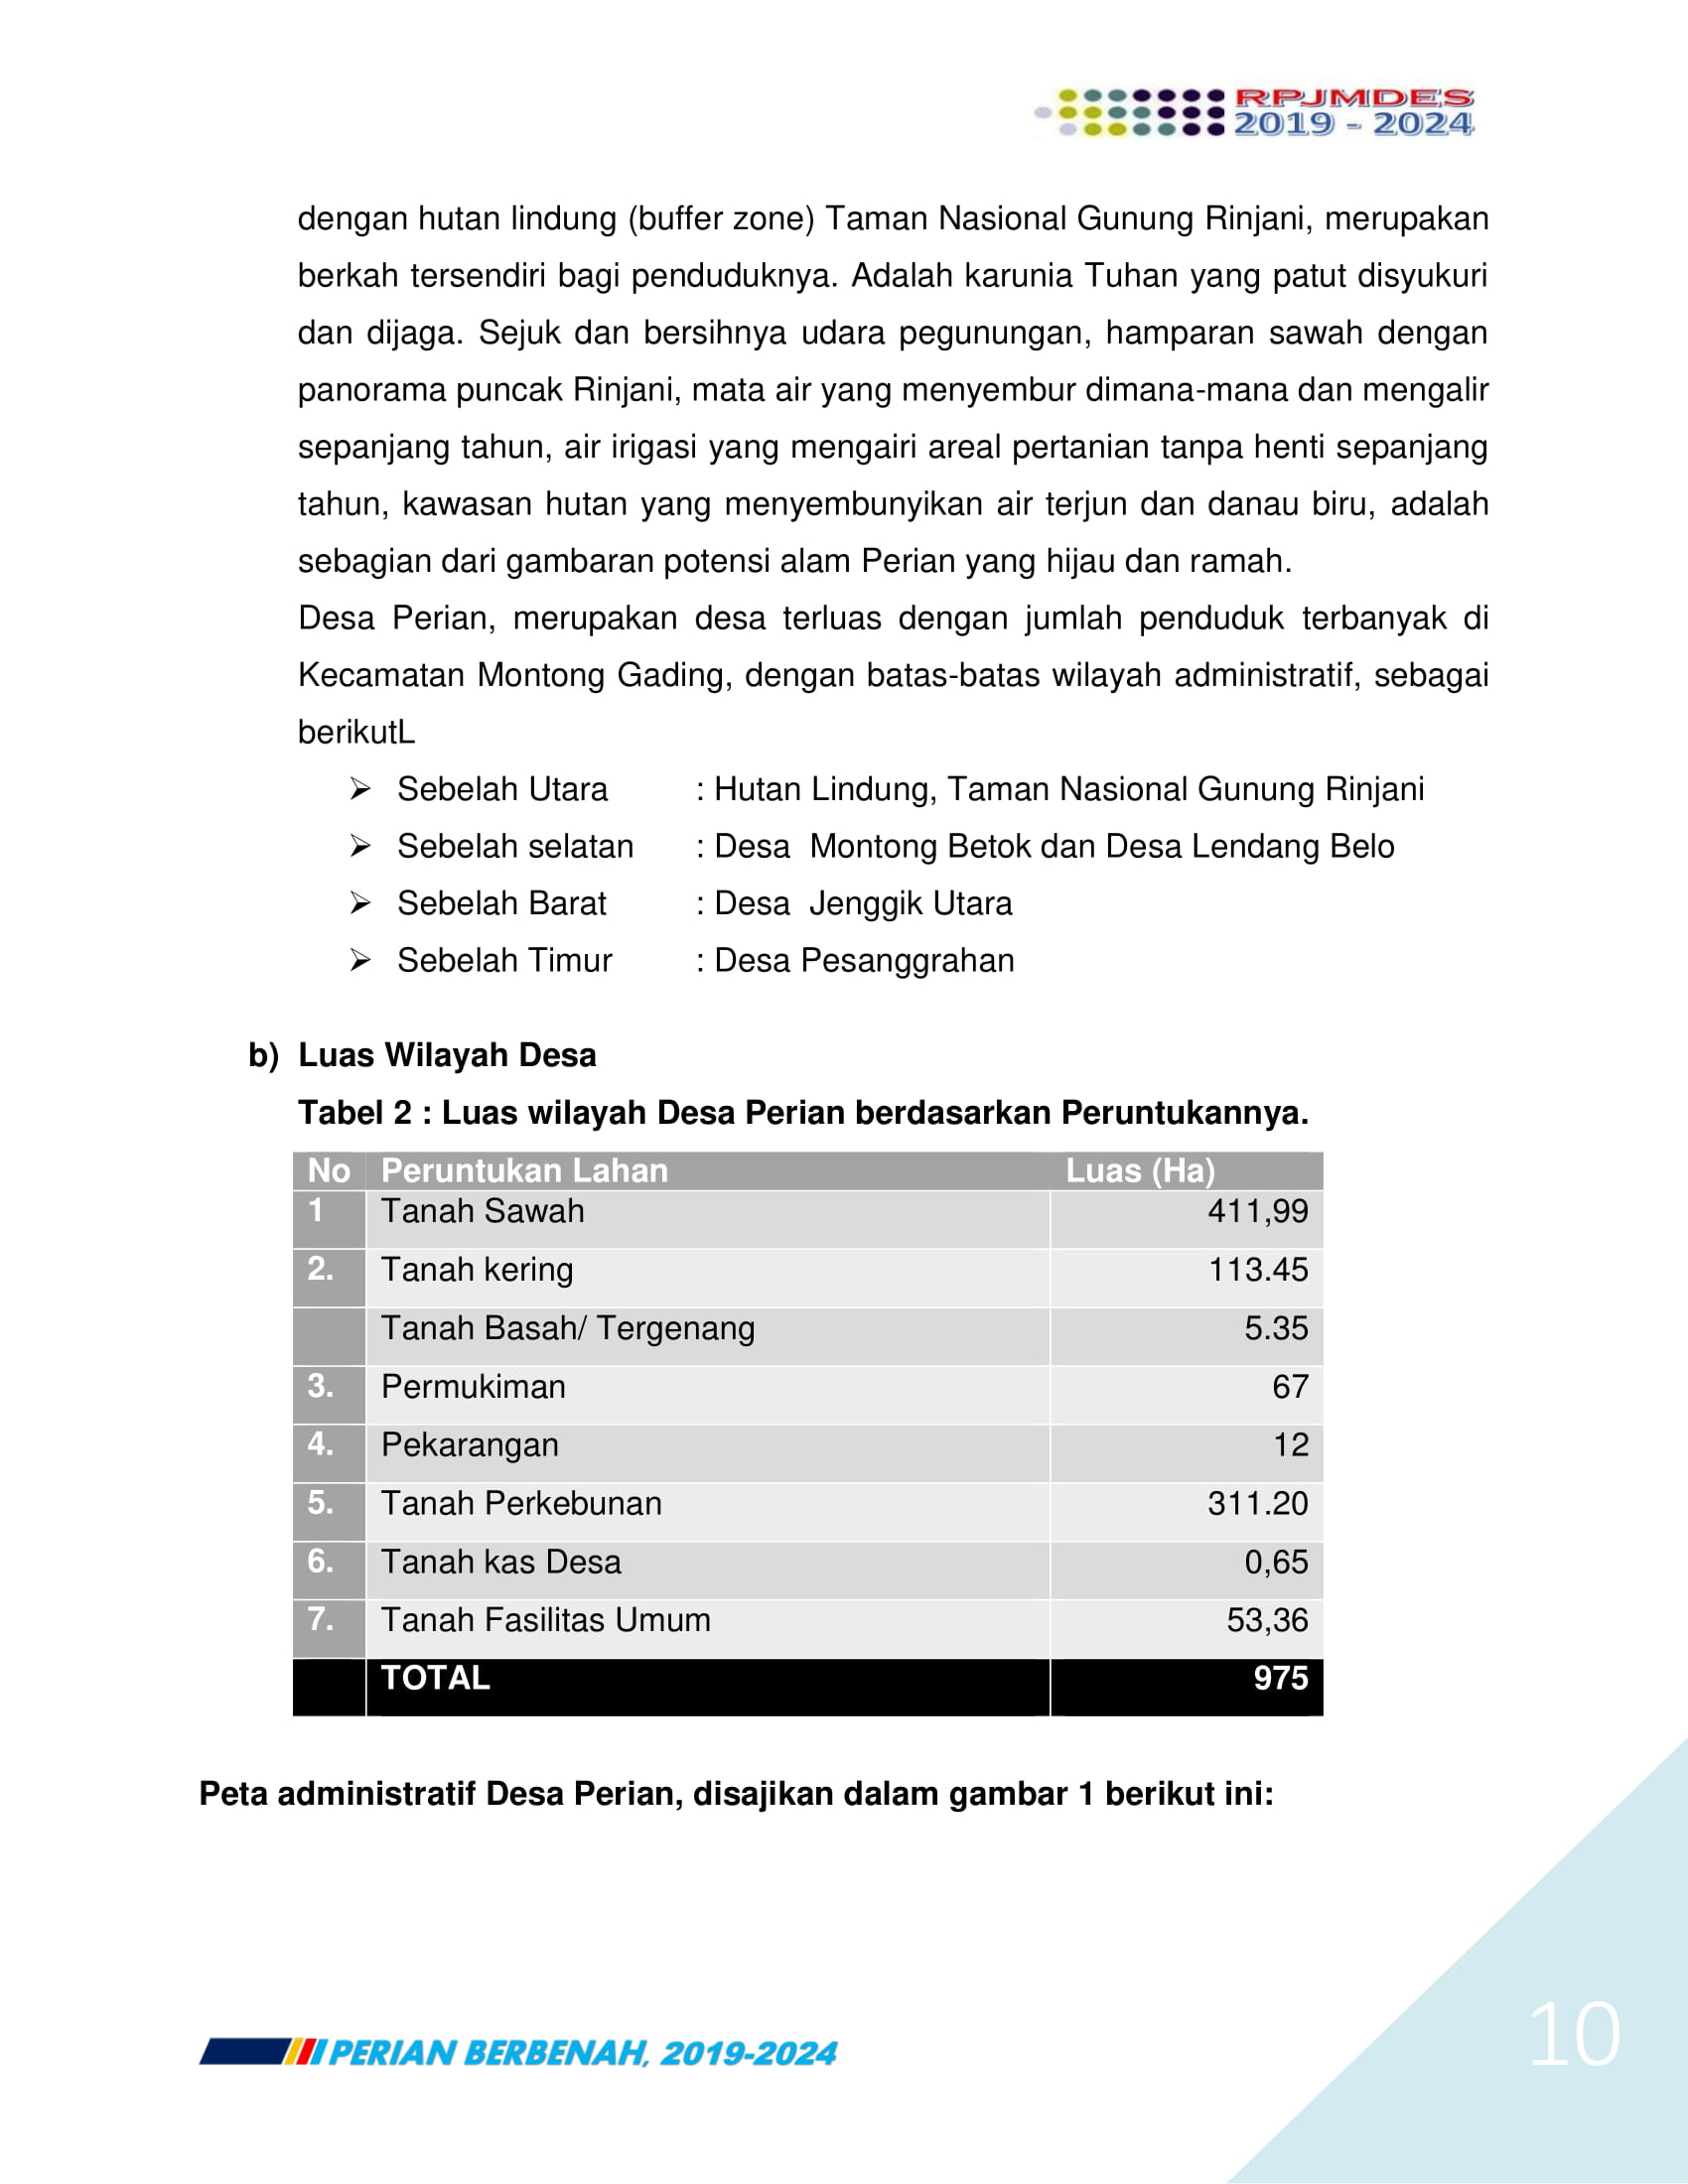 RPJMDES
2019 - 2024
dengan hutan lindung (buffer zone) Taman Nasional Gunung Rinjani, merupakan
berkah tersendiri bagi penduduknya. Adalah karunia Tuhan yang patut disyukuri
dan dijaga. Sejuk dan bersihnya udara pegunungan, hamparan sawah dengan
panorama puncak Rinjani, mata air yang menyembur dimana-mana dan mengalir
sepanjang tahun, air irigasi yang mengairi areal pertanian tanpa henti sepanjang
tahun, kawasan hutan yang menyembunyikan air terjun dan danau biru, adalah
sebagian dari gambaran potensi alam Perian yang hijau dan ramah.
Desa Perian, merupakan desa terluas dengan jumlah penduduk terbanyak di
Kecamatan Montong Gading, dengan batas-batas wilayah administratif, sebagai
berikutL
➢ Sebelah Utara : Hutan Lindung, Taman Nasional Gunung Rinjani
➢ Sebelah selatan : Desa Montong Betok dan Desa Lendang Belo
➢ Sebelah Barat : Desa Jenggik Utara
➢ Sebelah Timur : Desa Pesanggrahan
b) Luas Wilayah Desa
Tabel 2 : Luas wilayah Desa Perian berdasarkan Peruntukannya.
No Peruntukan Lahan Luas (Ha)
1 Tanah Sawah 411,99
2. Tanah kering 113.45
Tanah Basah/ Tergenang 5.35
3. Permukiman 67
4. Pekarangan 12
5. Tanah Perkebunan 311.20
6. Tanah kas Desa 0,65
7. Tanah Fasilitas Umum 53,36
TOTAL 975
Peta administratif Desa Perian, disajikan dalam gambar 1 berikut ini:
10
PERIAN BERBENAH, 2019-2024